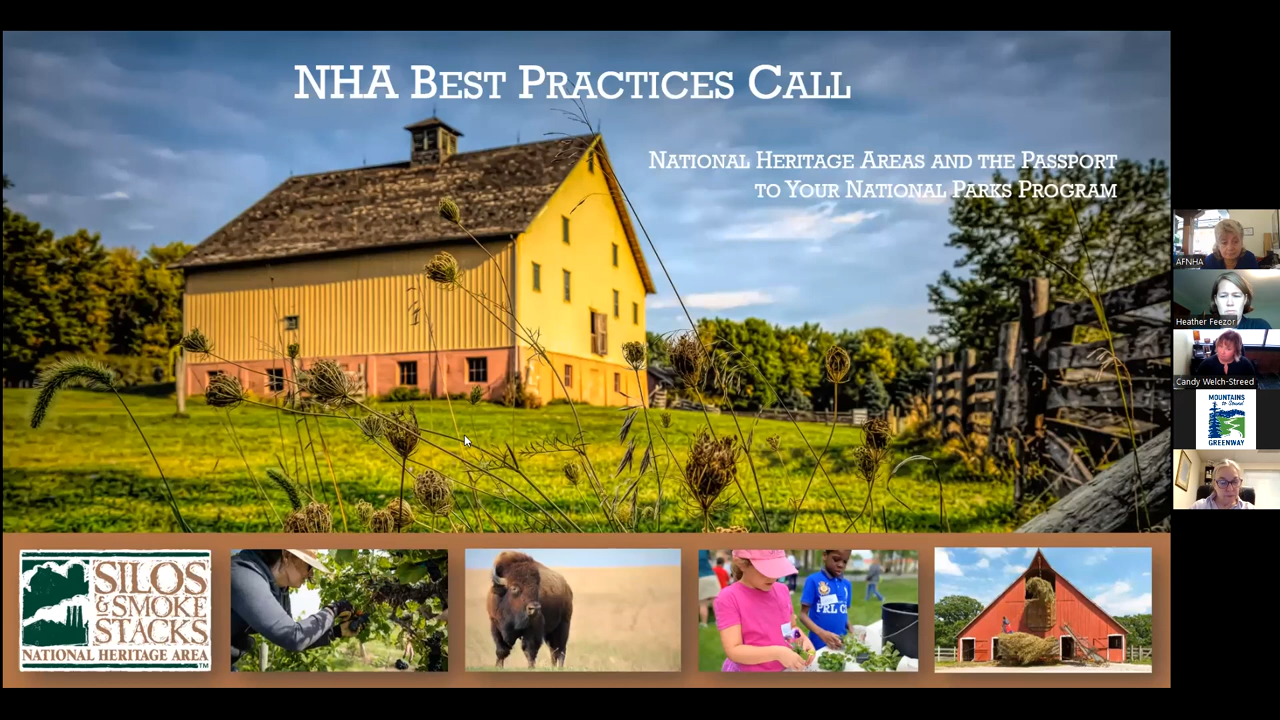 NHA Best Practices Call
National Heritage Areas and the Passport
to Your National Parks Program
AFNHA
Heather Feezor
Candy Welch-Streed
MOUNTAINS
to Sound
GREENWAY
SILOS
& SMOKE
STACKS
NATIONAL HERITAGE AREA
TM